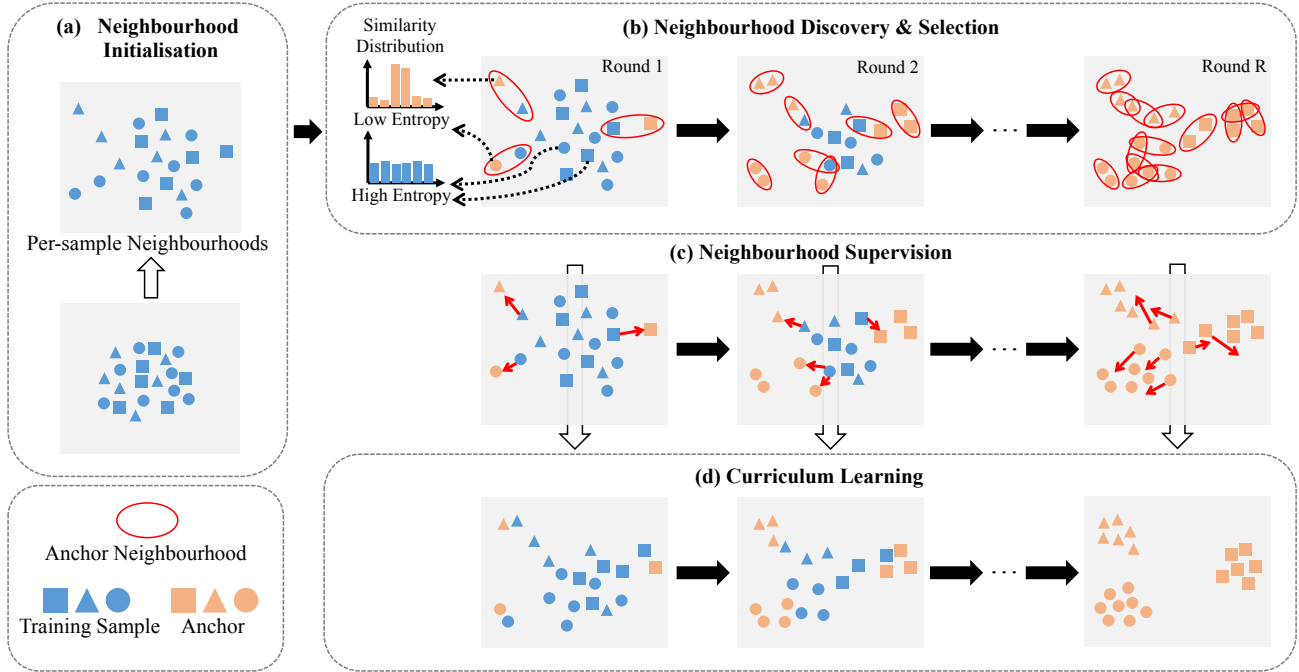 (a) Neighbourhood
Initialisation
Per-sample Neighbourhoods
Anchor Neighbourhood
Training Sample
Anchor
(b) Neighbourhood Discovery & Selection
Similarity
Distribution
Low Entropy
High Entropy
Round 1
Round 2
...
Round R
(c) Neighbourhood Supervision
...
(d) Curriculum Learning
...